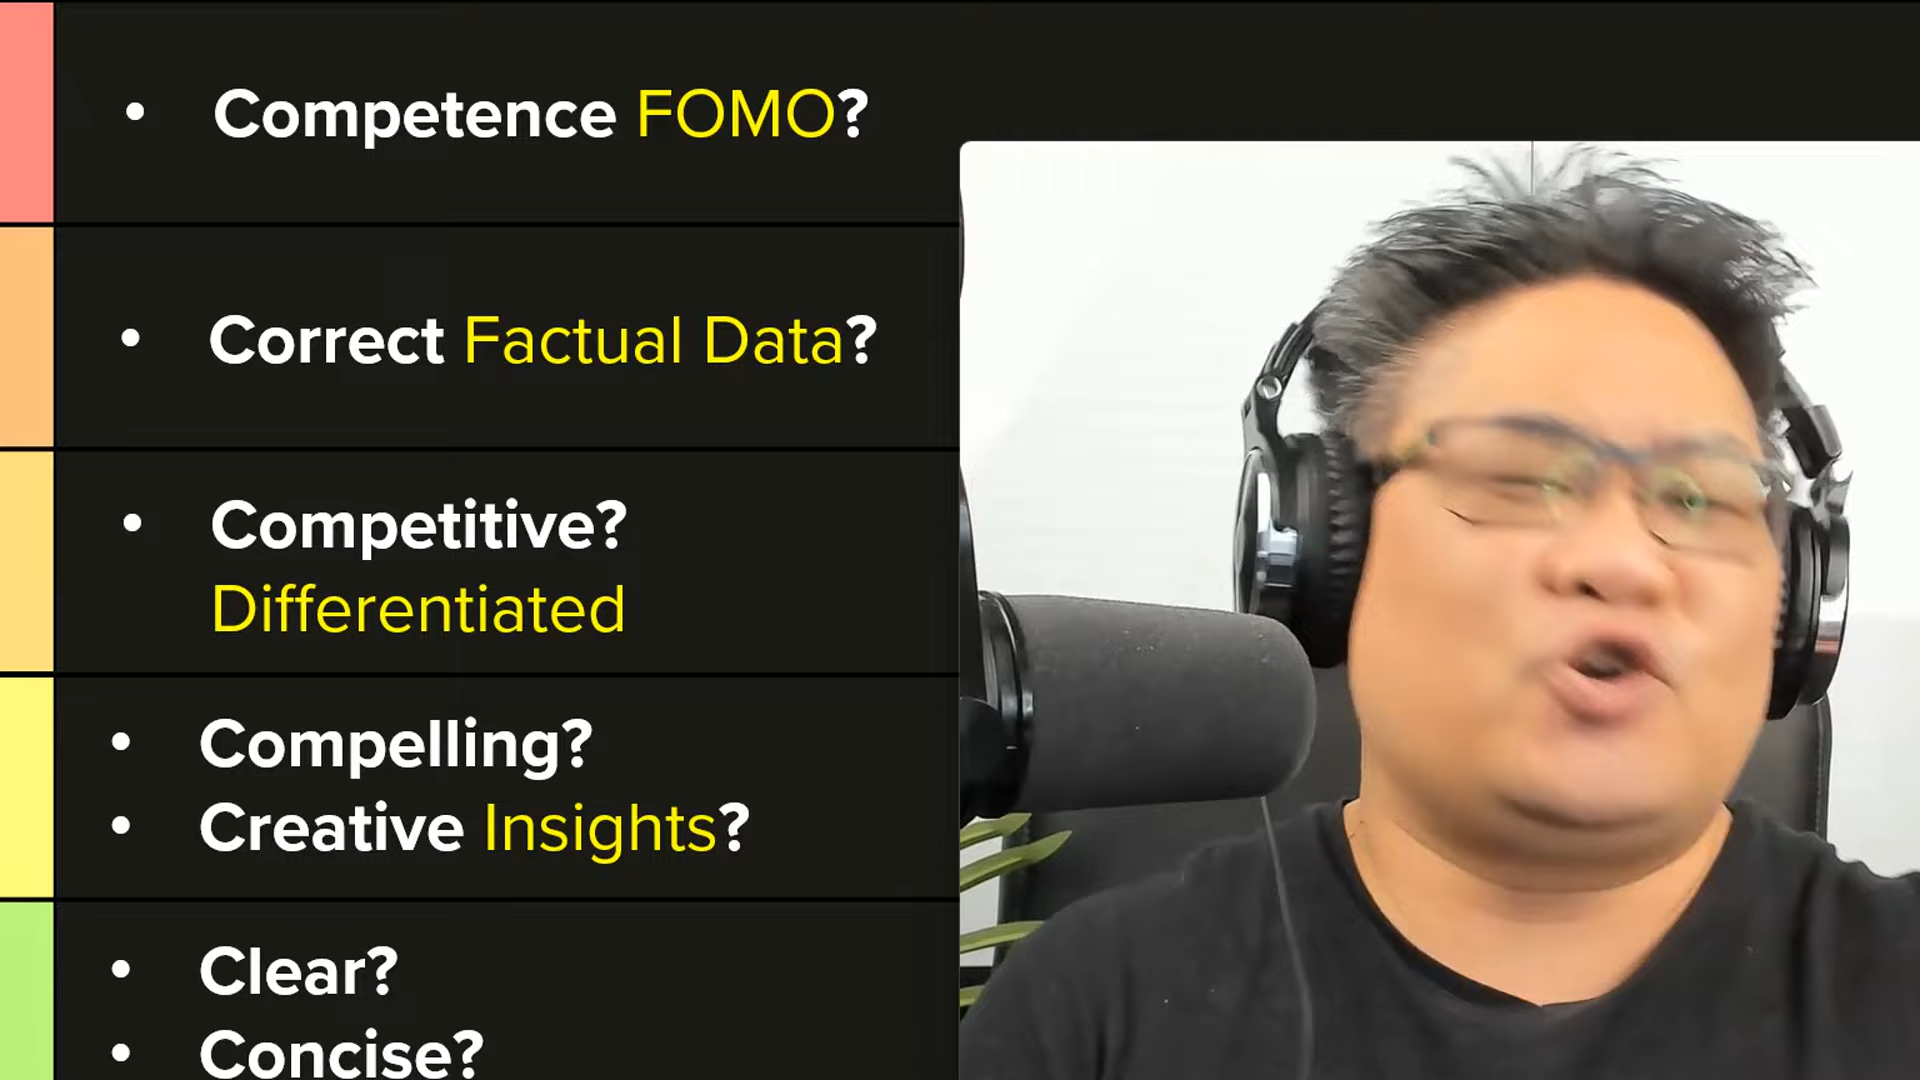 • Competence FOMO?
• Correct Factual Data?
• Competitive?
Differentiated
• Compelling?
• Creative Insights?
• Clear?
• Concise?